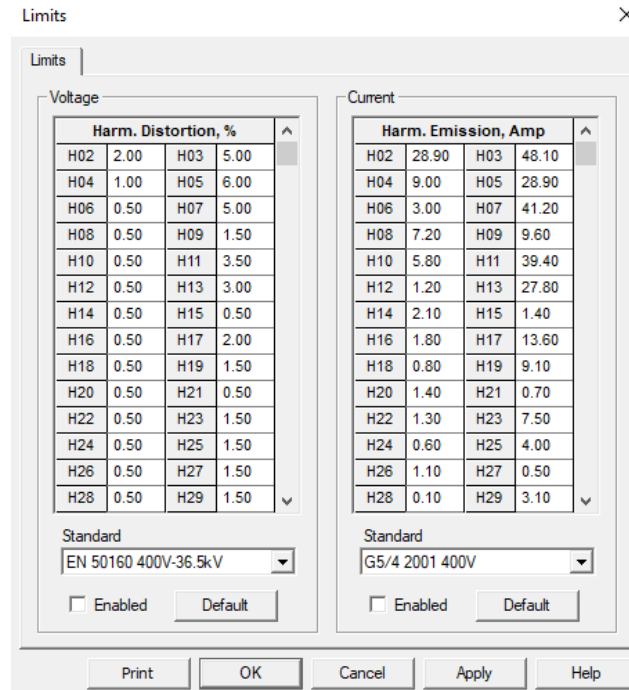 Limits
Limits
Voltage
Harm. Distortion, %
H02 2.00 H03 5.00
H04 1.00 H05 6.00
H06 0.50 H07 5.00
H08 0.50 H09 1.50
H10 0.50 H11 3.50
H12 0.50 H13 3.00
H14 0.50 H15 0.50
H16 0.50 H17 2.00
H18 0.50 H19 1.50
H20 0.50 H21 0.50
H22 0.50 H23 1.50
H24 0.50 H25 1.50
H26 0.50 H27 1.50
H28 0.50 H29 1.50
Standard
EN 50160 400V-36.5kV
Enabled Default
Current
Harm. Emission, Amp
H02 28.90 H03 48.10
H04 9.00 H05 28.90
H06 3.00 H07 41.20
H08 7.20 H09 9.60
H10 5.80 H11 39.40
H12 1.20 H13 27.80
H14 2.10 H15 1.40
H16 1.80 H17 13.60
H18 0.80 H19 9.10
H20 1.40 H21 0.70
H22 1.30 H23 7.50
H24 0.60 H25 4.00
H26 1.10 H27 0.50
H28 0.10 H29 3.10
Standard
G5/4 2001 400V
Enabled Default
Print OK Cancel Apply Help